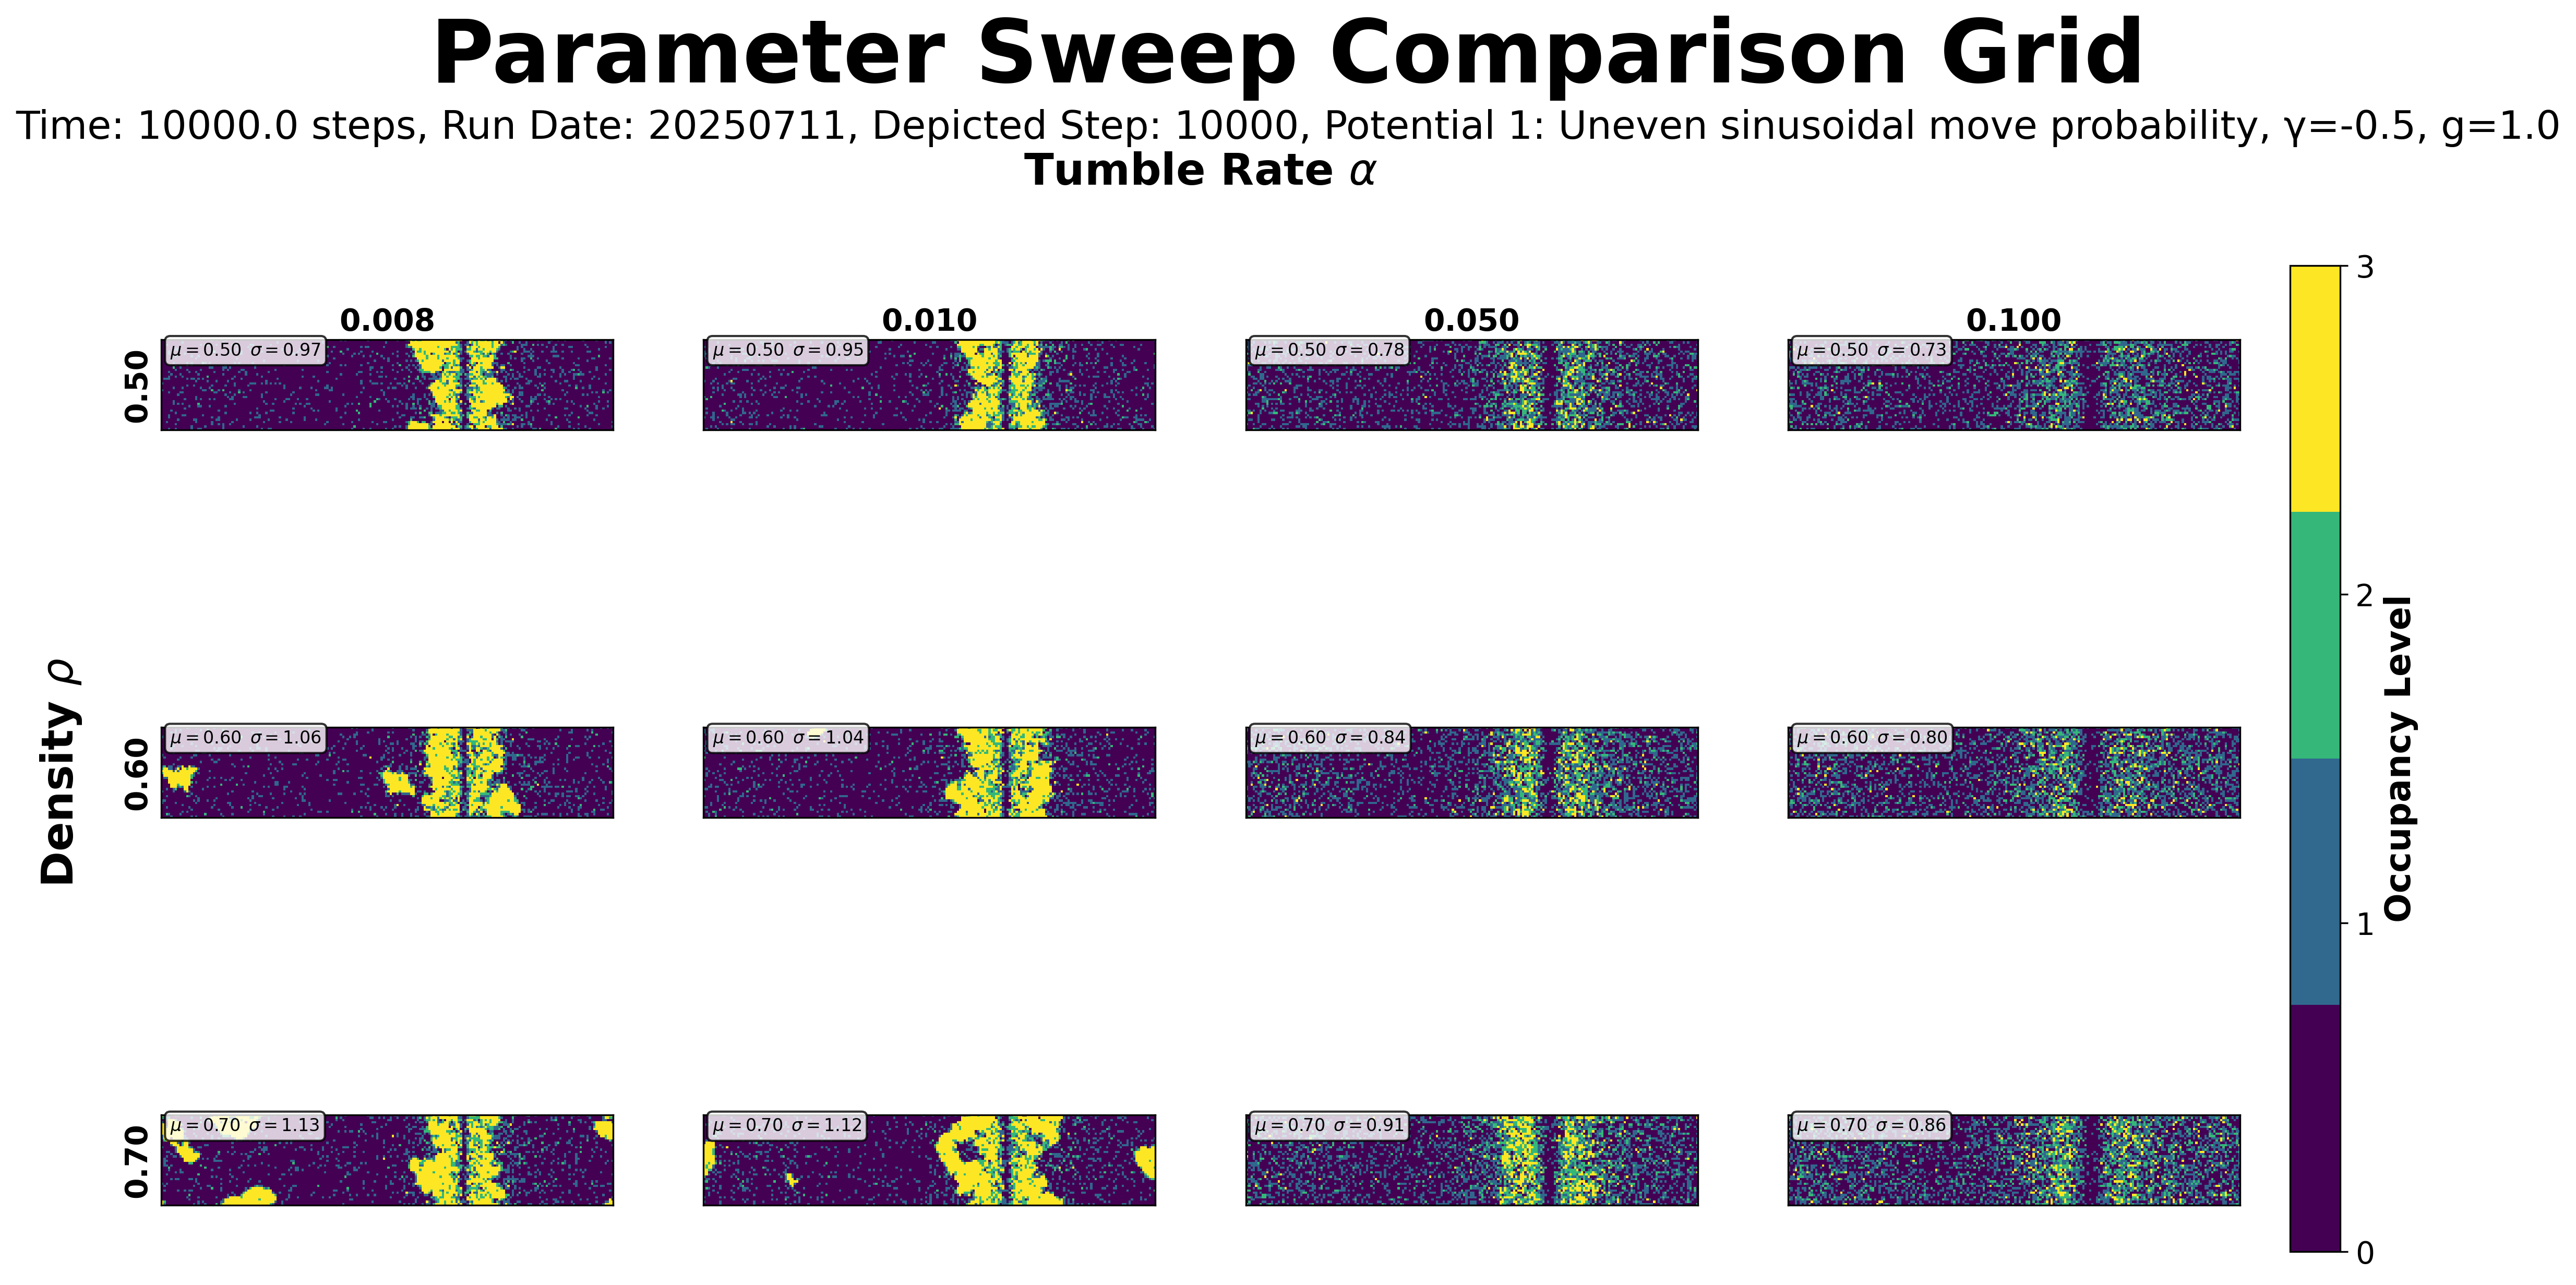 Parameter Sweep Comparison Grid
Time: 10000.0 steps, Run Date: 20250711, Depicted Step: 10000, Potential 1: Uneven sinusoidal move probability, γ=-0.5, g=1.0
Tumble Rate α
0.008 0.010 0.050 0.100
0.50
μ = 0.50 σ = 0.97
μ = 0.50 σ = 0.95
μ = 0.50 σ = 0.78
μ = 0.50 σ = 0.73
Density ρ
0.60
μ = 0.60 σ = 1.06
μ = 0.60 σ = 1.04
μ = 0.60 σ = 0.84
μ = 0.60 σ = 0.80
0.70
μ = 0.70 σ = 1.13
μ = 0.70 σ = 1.12
μ = 0.70 σ = 0.91
μ = 0.70 σ = 0.86
3
2
1
0
Occupancy Level